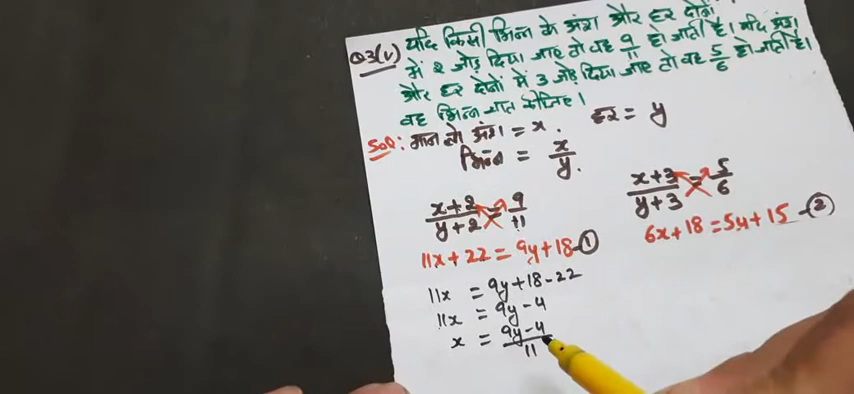 Q3(v) यदि किसी भिन्न के अंश और हर दोनों
में 2 जोड़ दिया जाए तो वह 9/11 हो जाती है। यदि अंश
और हर दोनों में 3 जोड़ दिया जाए तो वह 5/6 हो जाती है।
वह भिन्न ज्ञात कीजिए।
Sol: मान लो अंश = x. हर = y
भिन्न = x/y.
x+2/y+2 = 9/11
x+3/y+3 = 5/6
11x + 22 = 9y + 18 - ①
6x + 18 = 5y + 15 - ②
11x = 9y + 18 - 22
11x = 9y - 4
x = 9y - 4/11